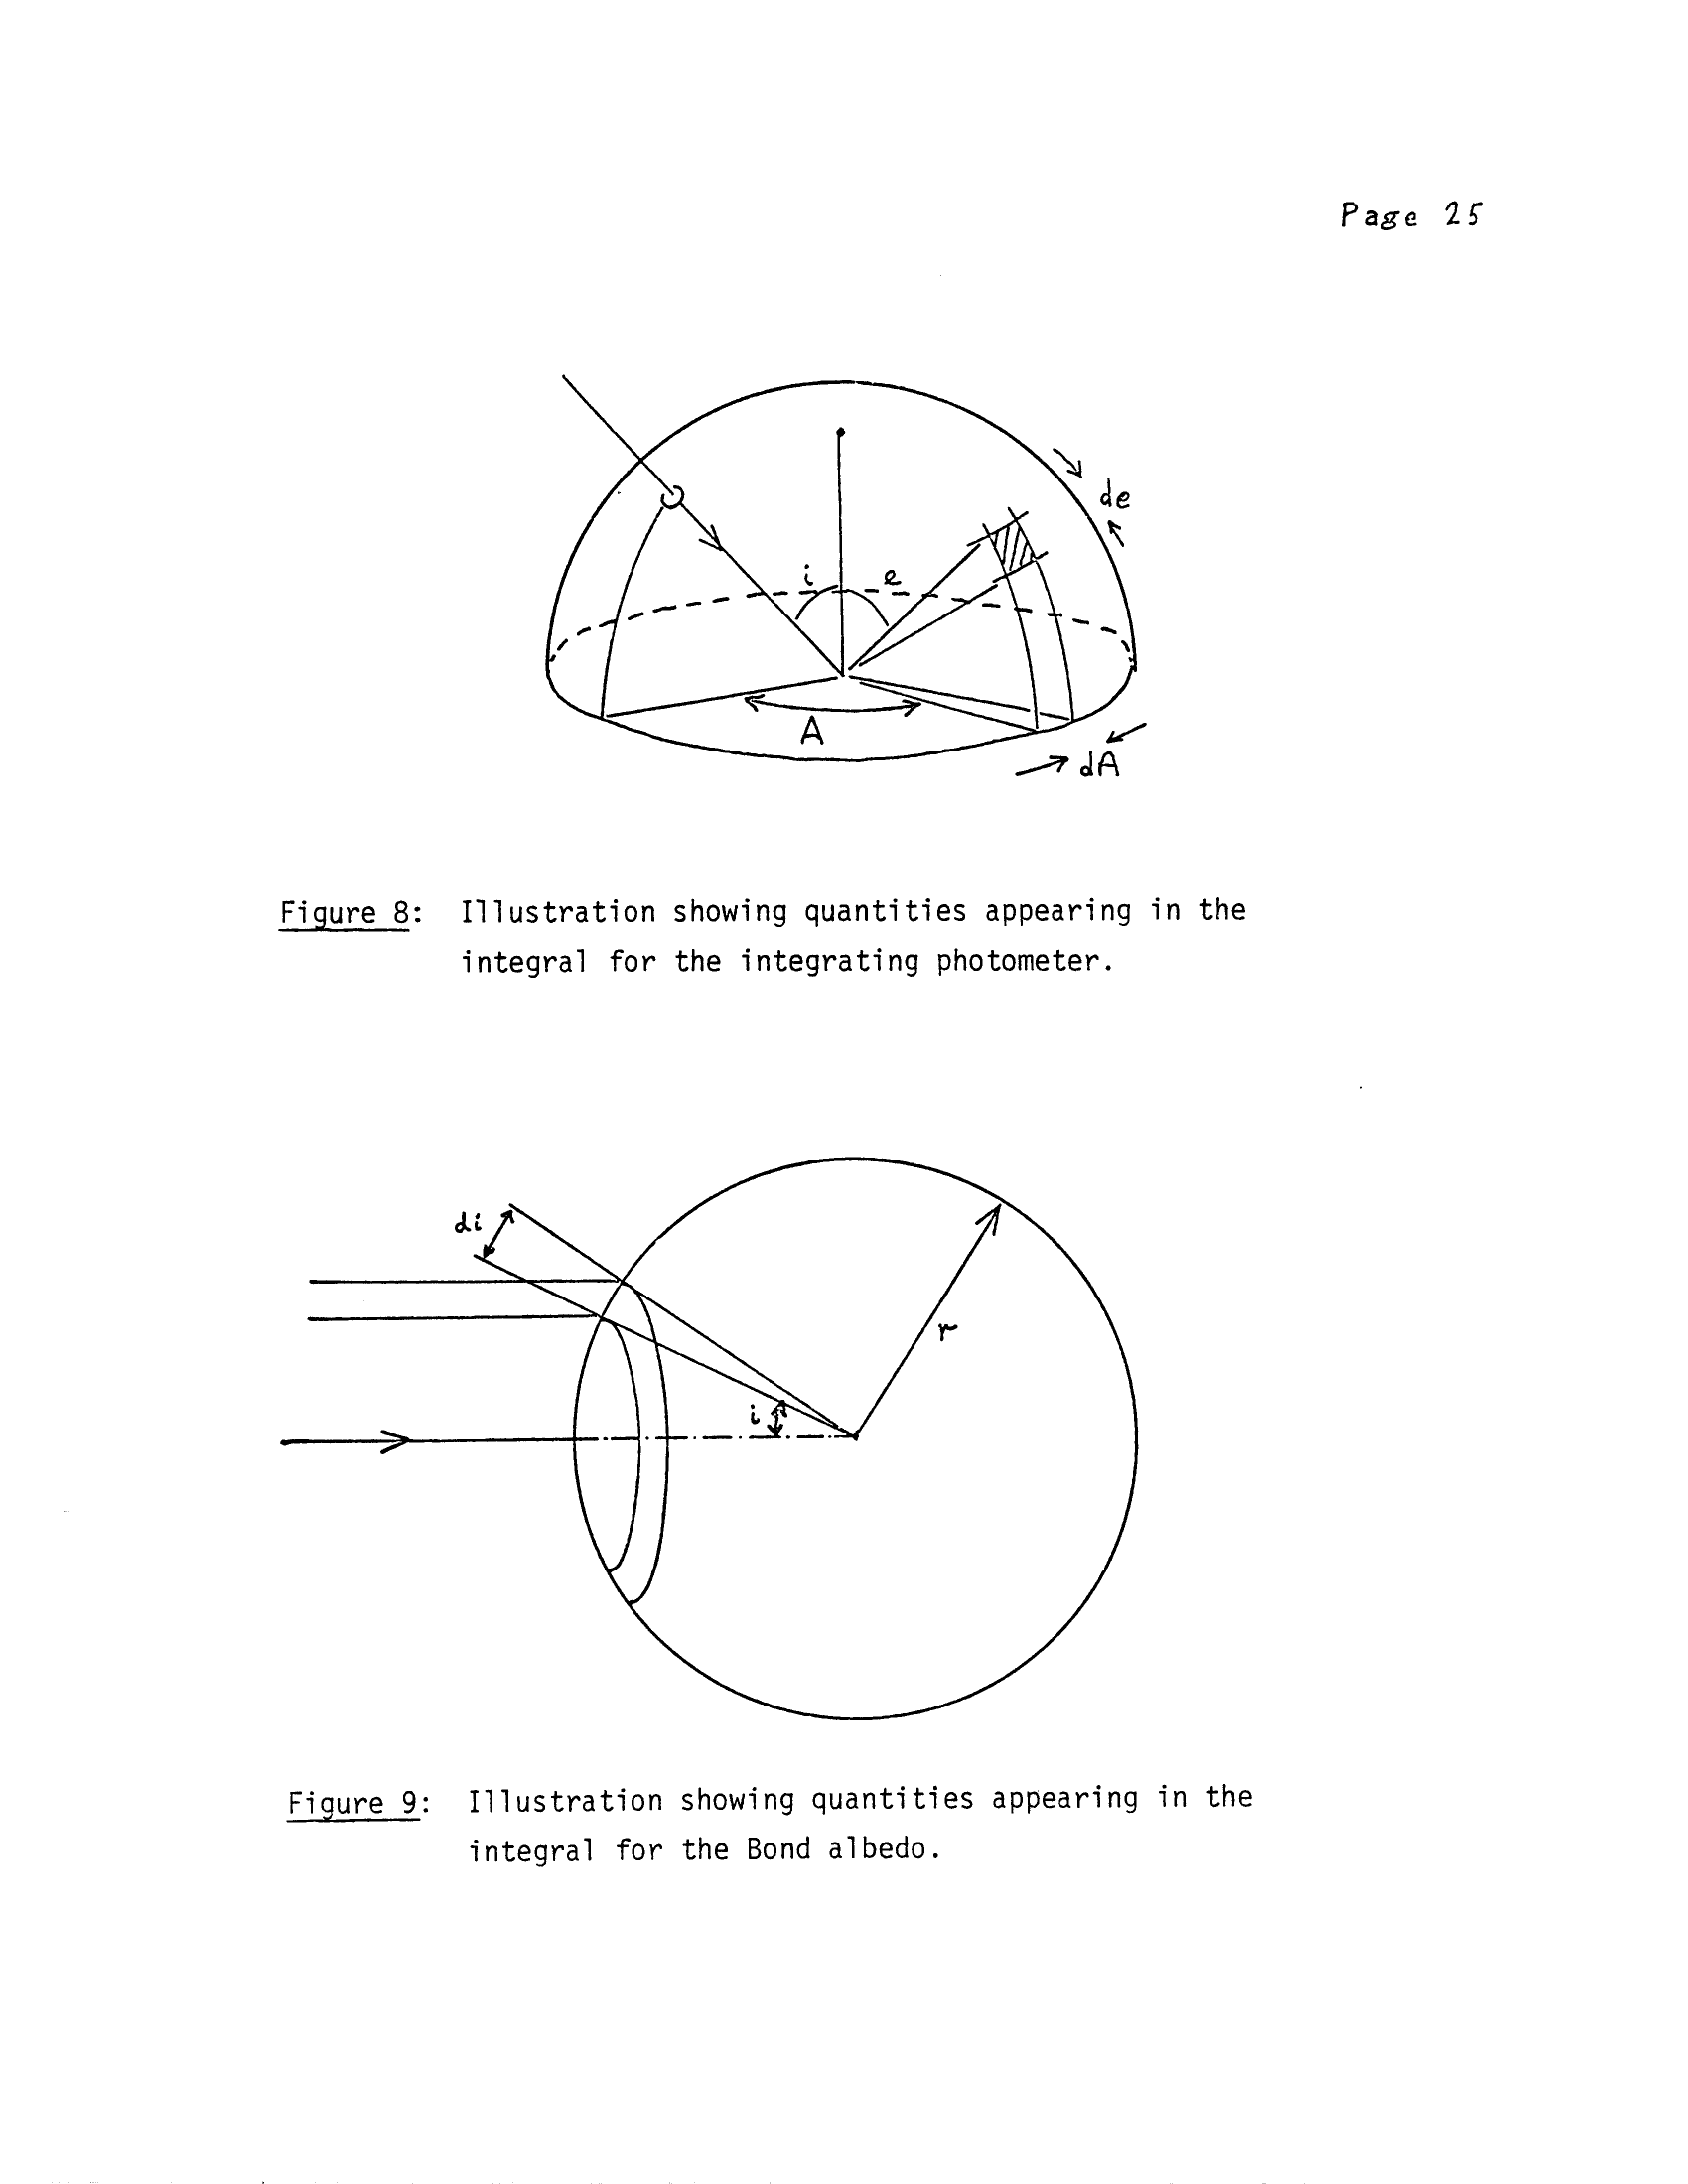 Page 25
de
i
e
A
dA
Figure 8: Illustration showing quantities appearing in the
integral for the integrating photometer.
di
r
i
Figure 9: Illustration showing quantities appearing in the
integral for the Bond albedo.